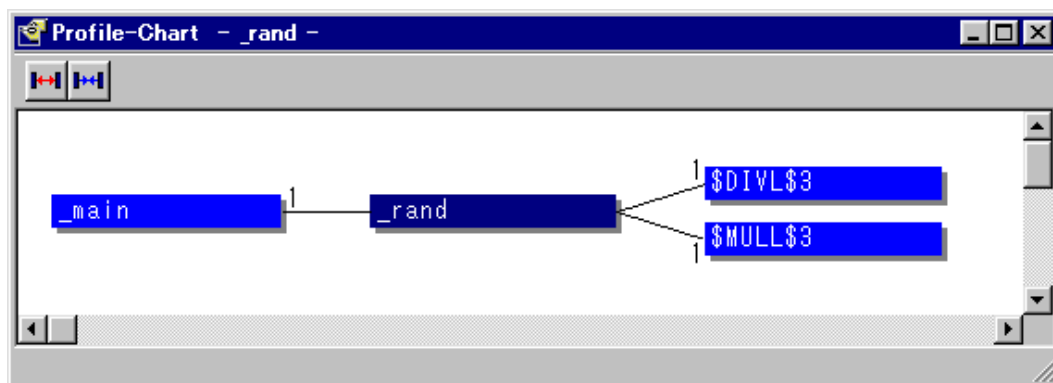 Profile-Chart - _rand -
_main
1
_rand
1
$DIVL$3
$MULL$3
1